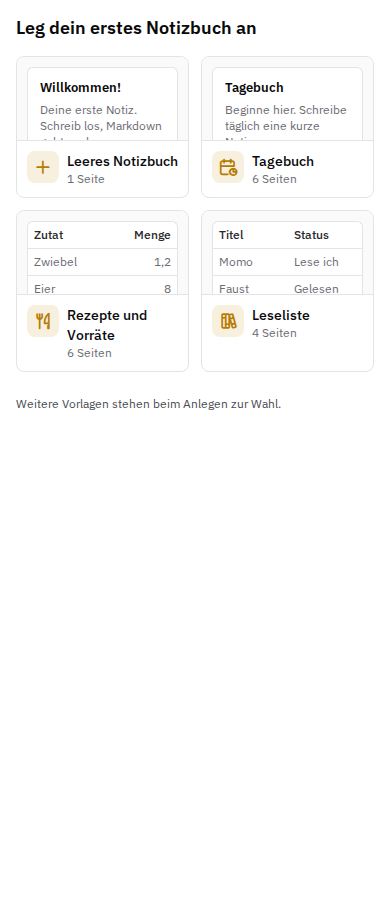 Leg dein erstes Notizbuch an
Willkommen!
Deine erste Notiz.
Schreib los, Markdown
Leeres Notizbuch
1 Seite
Tagebuch
Beginne hier. Schreibe
täglich eine kurze
Tagebuch
6 Seiten
Zutat Menge
Zwiebel 1,2
Eier 8
Rezepte und
Vorräte
6 Seiten
Titel Status
Momo Lese ich
Faust Gelesen
Leseliste
4 Seiten
Weitere Vorlagen stehen beim Anlegen zur Wahl.